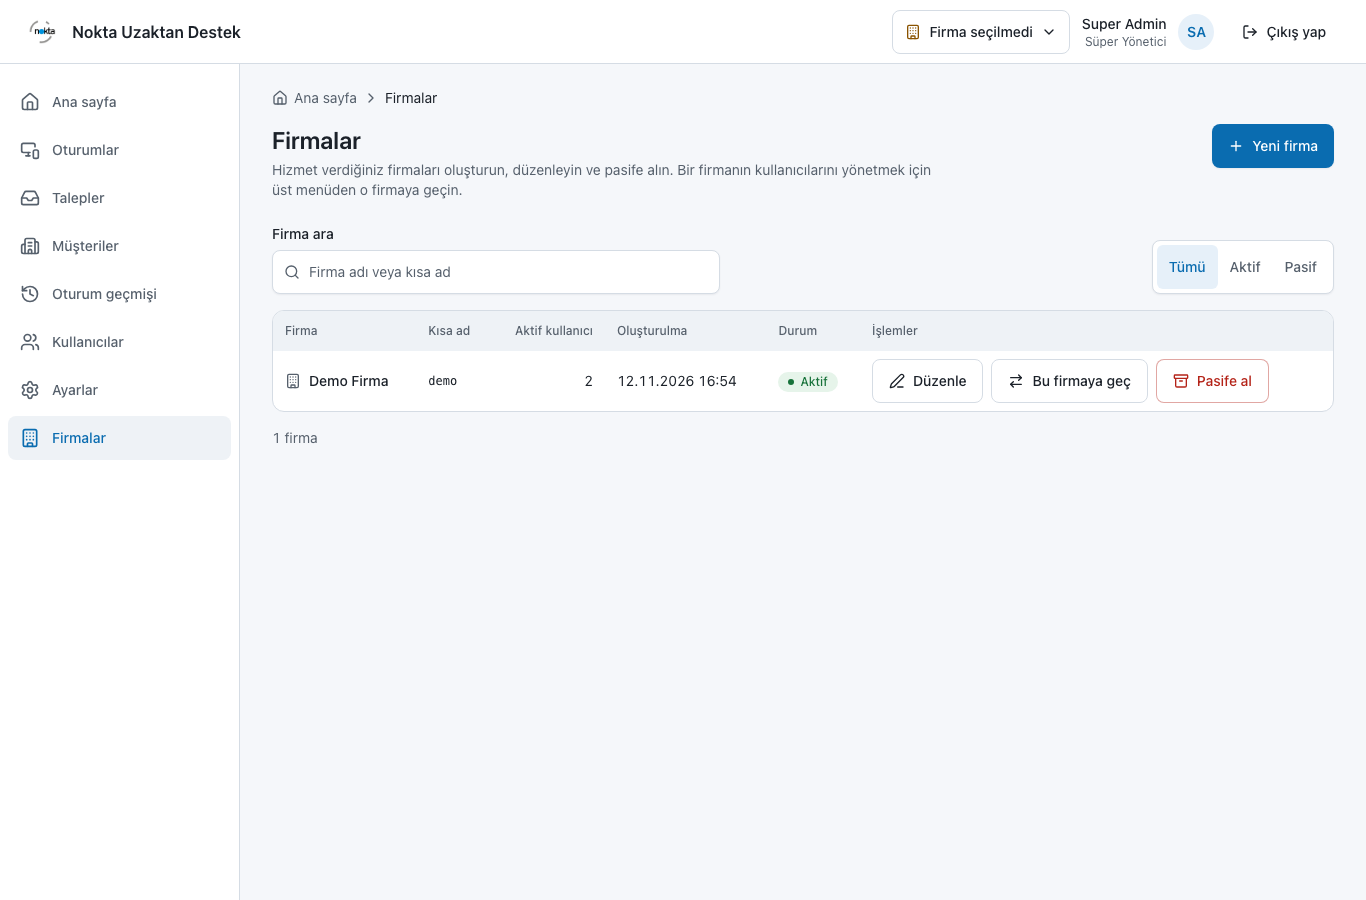 nokta
Nokta Uzaktan Destek
Firma seçilmedi
Super Admin
Süper Yönetici
SA
Çıkış yap
Ana sayfa
Oturumlar
Talepler
Müşteriler
Oturum geçmişi
Kullanıcılar
Ayarlar
Firmalar
Ana sayfa
Firmalar
Firmalar
Hizmet verdiğiniz firmaları oluşturun, düzenleyin ve pasife alın. Bir firmanın kullanıcılarını yönetmek için
üst menüden o firmaya geçin.
Yeni firma
Firma ara
Firma adı veya kısa ad
Tümü Aktif Pasif
Firma Kısa ad Aktif kullanıcı Oluşturulma Durum İşlemler
Demo Firma demo 2 12.11.2026 16:54 Aktif Düzenle Bu firmaya geç Pasife al
1 firma